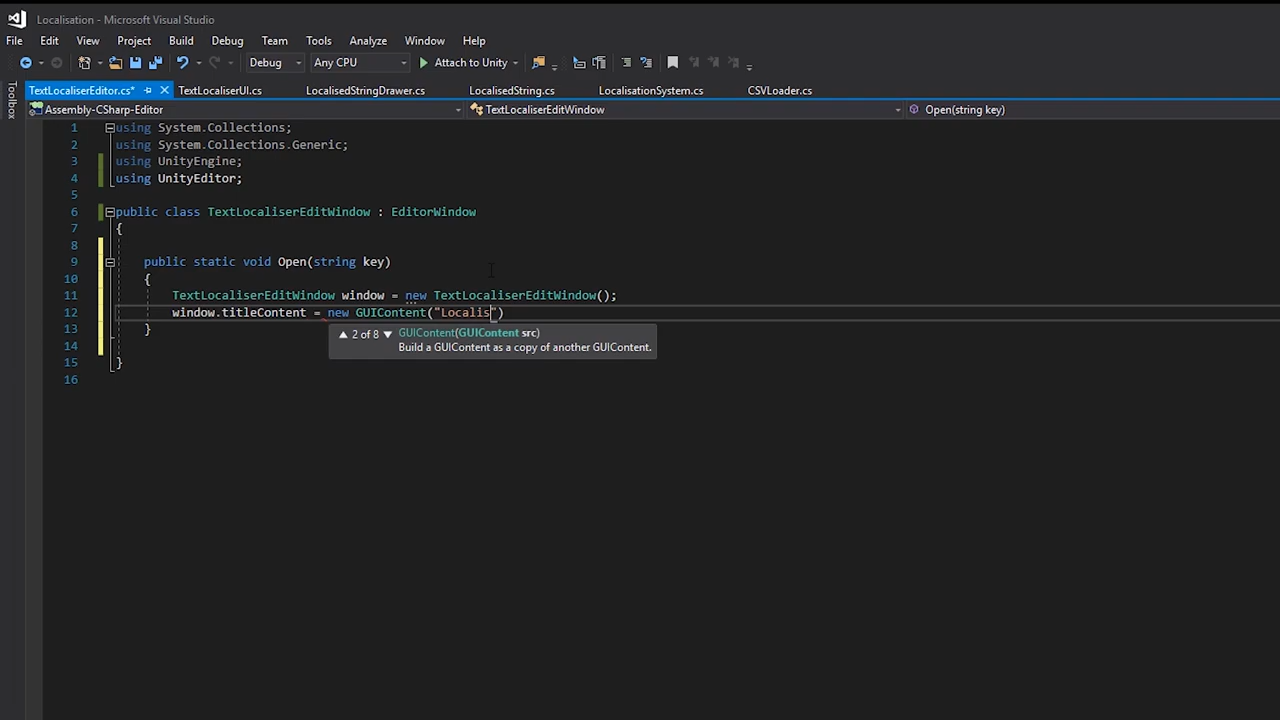 Localisation - Microsoft Visual Studio
File Edit View Project Build Debug Team Tools Analyze Window Help
Debug Any CPU Attach to Unity
Toolbox
TextLocaliserEditor.cs* TextLocaliserUI.cs LocalisedStringDrawer.cs LocalisedString.cs LocalisationSystem.cs CSVLoader.cs
Assembly-CSharp-Editor TextLocaliserEditWindow Open(string key)
1 using System.Collections;
2 using System.Collections.Generic;
3 using UnityEngine;
4 using UnityEditor;
5
6 public class TextLocaliserEditWindow : EditorWindow
7 {
8
9 public static void Open(string key)
10 {
11 TextLocaliserEditWindow window = new TextLocaliserEditWindow();
12 window.titleContent = new GUIContent("Localis")
13 }
14
15 }
16
▲ 2 of 8 ▼ GUIContent(GUIContent src)
Build a GUIContent as a copy of another GUIContent.